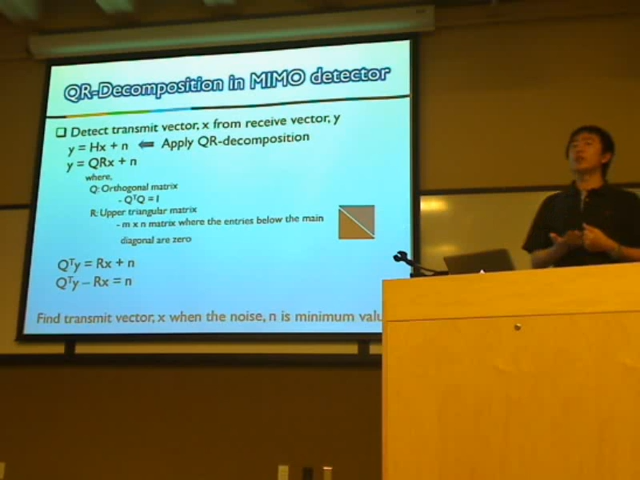 QR-Decomposition in MIMO detector
❑ Detect transmit vector, x from receive vector, y
y = Hx + n ⇐ Apply QR-decomposition
y = QRx + n
where,
Q: Orthogonal matrix
- QᵀQ = I
R: Upper triangular matrix
- m x n matrix where the entries below the main
diagonal are zero
Qᵀy = Rx + n
Qᵀy – Rx = n
Find transmit vector, x when the noise, n is minimum